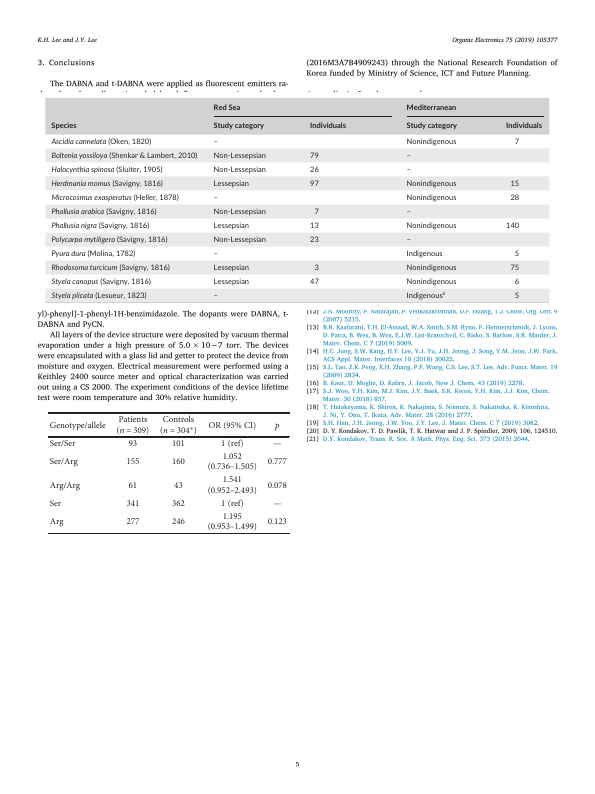 K.H. Lee and J.Y. Lee
Organic Electronics 75 (2019) 105377
3. Conclusions
The DABNA and t-DABNA were applied as fluorescent emitters ra-
(2016M3A7B4909243) through the National Research Foundation of
Korea funded by Ministry of Science, ICT and Future Planning.
Red Sea Mediterranean
Species Study category Individuals Study category Individuals
Ascidia cannelata (Oken, 1820) – Nonindigenous 7
Boltenia yossiloya (Shenkar & Lambert, 2010) Non-Lessepsian 79 –
Halocynthia spinosa (Sluiter, 1905) Non-Lessepsian 26 –
Herdmania momus (Savigny, 1816) Lessepsian 97 Nonindigenous 15
Microcosmus exasperatus (Heller, 1878) – Nonindigenous 28
Phallusia arabica (Savigny, 1816) Non-Lessepsian 7 –
Phallusia nigra (Savigny, 1816) Lessepsian 13 Nonindigenous 140
Polycarpa mytiligera (Savigny, 1816) Non-Lessepsian 23 –
Pyura dura (Molina, 1782) – Indigenous 5
Rhodosoma turcicum (Savigny, 1816) Lessepsian 3 Nonindigenous 75
Styela canopus (Savigny, 1816) Lessepsian 47 Nonindigenous 6
Styela plicata (Lesueur, 1823) – Indigenousᵃ 5
yl)-phenyl]-1-phenyl-1H-benzimidazole. The dopants were DABNA, t-
DABNA and PyCN.
All layers of the device structure were deposited by vacuum thermal
evaporation under a high pressure of 5.0 × 10−7 torr. The devices
were encapsulated with a glass lid and getter to protect the device from
moisture and oxygen. Electrical measurement were performed using a
Keithley 2400 source meter and optical characterization was carried
out using a CS 2000. The experiment conditions of the device lifetime
test were room temperature and 30% relative humidity.
Genotype/allele Patients (n = 309) Controls (n = 304*) OR (95% CI) p
Ser/Ser 93 101 1 (ref) —
Ser/Arg 155 160 1.052 (0.736–1.505) 0.777
Arg/Arg 61 43 1.541 (0.952–2.493) 0.078
Ser 341 362 1 (ref) —
Arg 277 246 1.195 (0.953–1.499) 0.123
[12] J.N. Moorthy, P. Natarajan, P. Venkatakrishnan, D.F. Huang, T.J. Chow, Org. Lett. 9
(2007) 5215.
[13] B.R. Kaafarani, T.H. El-Assaad, W.A. Smith, S.M. Ryno, F. Hermerschmidt, J. Lyons,
D. Patra, B. Wex, B. Wex, E.J.W. List-Kratochvil, C. Risko, S. Barlow, S.R. Marder, J.
Mater. Chem. C 7 (2019) 5009.
[14] H.C. Jung, S.W. Kang, H.Y. Lee, Y.J. Yu, J.H. Jeong, J. Song, Y.M. Jeon, J.W. Park,
ACS Appl. Mater. Interfaces 10 (2018) 30022.
[15] S.L. Tao, Z.K. Peng, X.H. Zhang, P.F. Wang, C.S. Lee, S.T. Lee, Adv. Funct. Mater. 19
(2009) 2834.
[16] B. Kaur, D. Moghe, D. Kabra, J. Jacob, New J. Chem. 43 (2019) 2278.
[17] S.J. Woo, Y.H. Kim, M.J. Kim, J.Y. Baek, S.K. Kwon, Y.H. Kim, J.J. Kim, Chem.
Mater. 30 (2018) 857.
[18] T. Hatakeyama, K. Shiren, K. Nakajima, S. Nomura, S. Nakatsuka, K. Kinoshita,
J. Ni, Y. Ono, T. Ikuta, Adv. Mater. 28 (2016) 2777.
[19] S.H. Han, J.H. Jeong, J.W. Yoo, J.Y. Lee, J. Mater. Chem. C 7 (2019) 3082.
[20] D. Y. Kondakov, T. D. Pawlik, T. K. Hatwar and J. P. Spindler, 2009, 106, 124510.
[21] D.Y. Kondakov, Trans. R. Soc. A Math. Phys. Eng. Sci. 373 (2015) 2044.
5